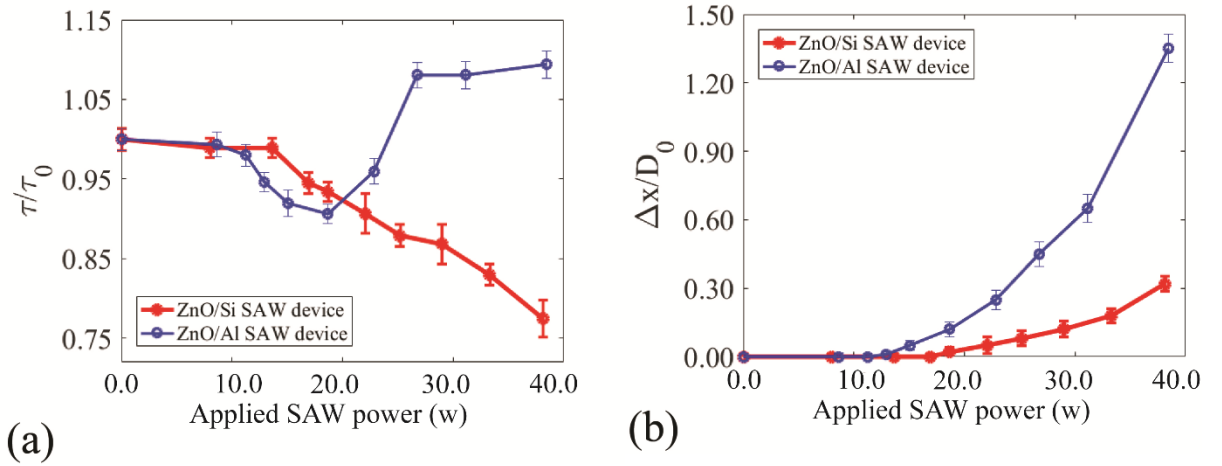 1.15
1.05
0.95
0.85
0.75
τ/τ0
ZnO/Si SAW device
ZnO/Al SAW device
0.0 10.0 20.0 30.0 40.0
Applied SAW power (w)
(a)
1.50
1.20
0.90
0.60
0.30
0.00
Δx/D0
ZnO/Si SAW device
ZnO/Al SAW device
0.0 10.0 20.0 30.0 40.0
Applied SAW power (w)
(b)